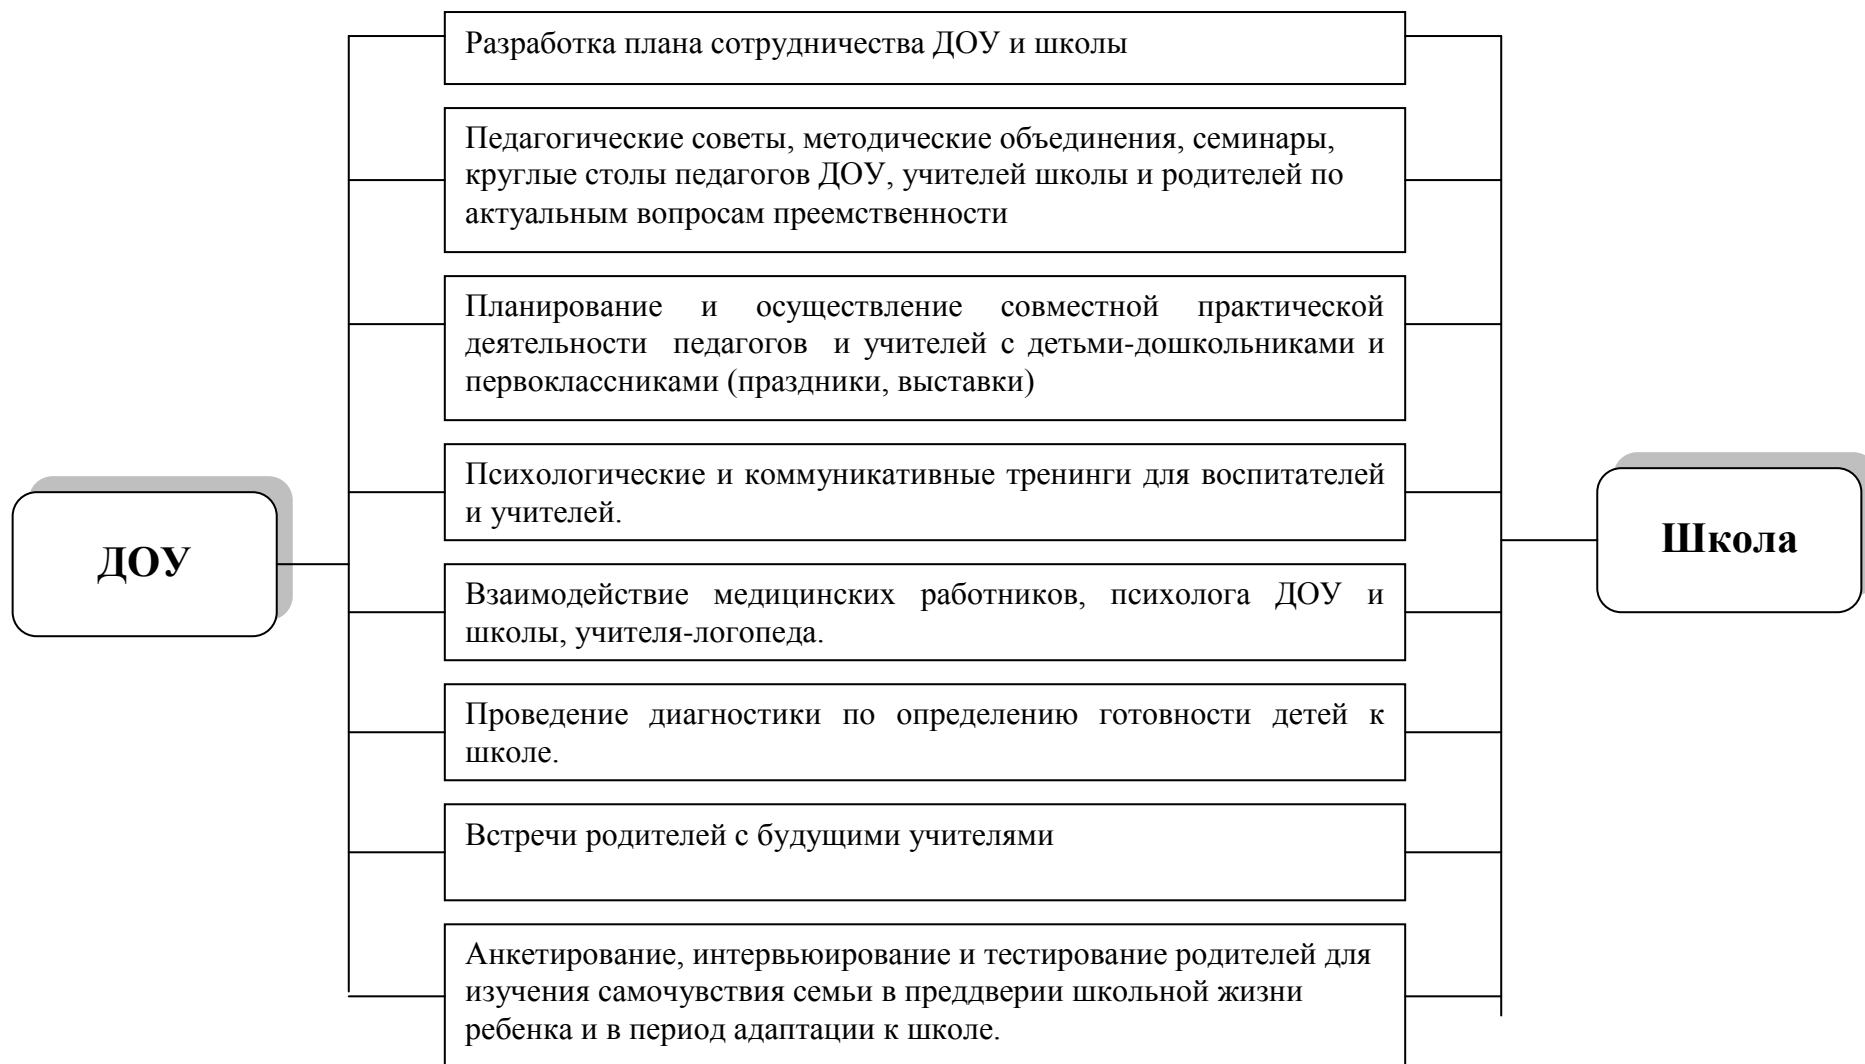 Разработка плана сотрудничества ДОУ и школы
Педагогические советы, методические объединения, семинары,
круглые столы педагогов ДОУ, учителей школы и родителей по
актуальным вопросам преемственности
Планирование и осуществление совместной практической
деятельности педагогов и учителей с детьми-дошкольниками и
первоклассниками (праздники, выставки)
Психологические и коммуникативные тренинги для воспитателей
и учителей.
ДОУ
Школа
Взаимодействие медицинских работников, психолога ДОУ и
школы, учителя-логопеда.
Проведение диагностики по определению готовности детей к
школе.
Встречи родителей с будущими учителями
Анкетирование, интервьюирование и тестирование родителей для
изучения самочувствия семьи в преддверии школьной жизни
ребенка и в период адаптации к школе.